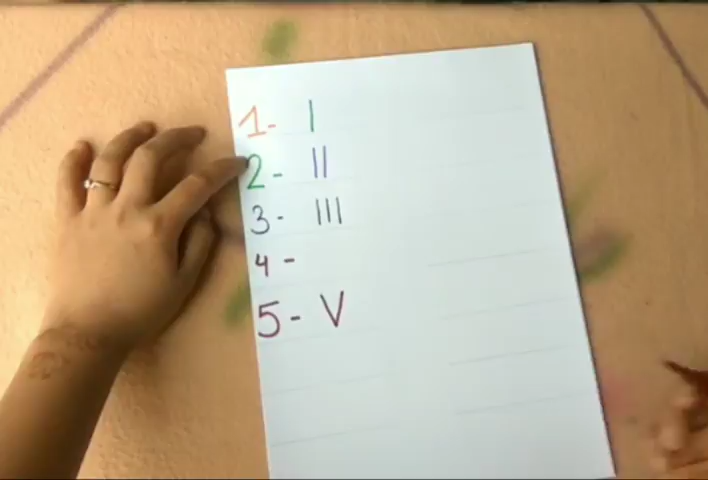 1- I
2- II
3- III
4-
5- V